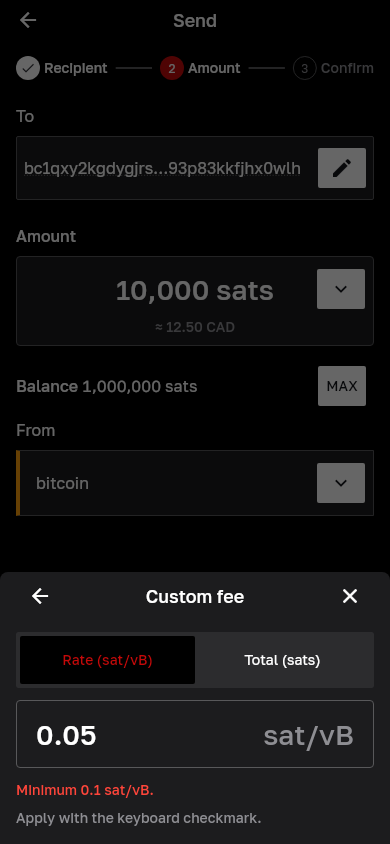 Send
Recipient 2 Amount 3 Confirm
To
bc1qxy2kgdygjrs...93p83kkfjhx0wlh
Amount
10,000 sats
≈ 12.50 CAD
Balance 1,000,000 sats MAX
From
bitcoin
Custom fee
Rate (sat/vB) Total (sats)
0.05 sat/vB
Minimum 0.1 sat/vB.
Apply with the keyboard checkmark.